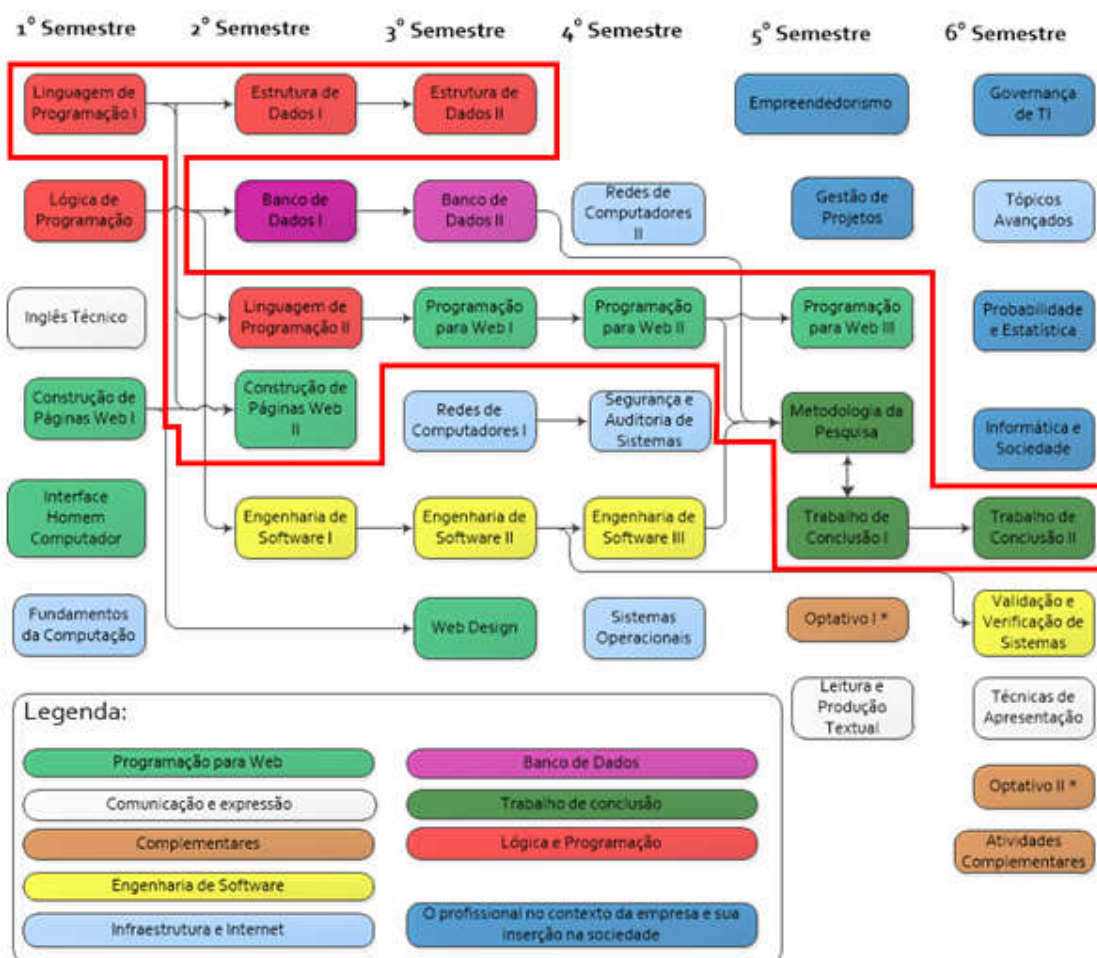 1º Semestre
2º Semestre
3º Semestre
4º Semestre
5º Semestre
6º Semestre
Linguagem de
Programação I
Estrutura de
Dados I
Estrutura de
Dados II
Empreendedorismo
Governança
de TI
Lógica de
Programação
Banco de
Dados I
Banco de
Dados II
Redes de
Computadores
II
Gestão de
Projetos
Tópicos
Avançados
Inglês Técnico
Linguagem de
Programação II
Programação
para Web I
Programação
para Web II
Programação
para Web III
Probabilidade
e Estatística
Construção de
Páginas Web I
Construção de
Páginas Web
II
Redes de
Computadores I
Segurança e
Auditoria de
Sistemas
Metodologia da
Pesquisa
Informática e
Sociedade
Interface
Homem
Computador
Engenharia de
Software I
Engenharia de
Software II
Engenharia de
Software III
Trabalho de
Conclusão I
Trabalho de
Conclusão II
Fundamentos
da Computação
Web Design
Sistemas
Operacionais
Optativo I *
Validação e
Verificação de
Sistemas
Leitura e
Produção
Textual
Técnicas de
Apresentação
Optativo II *
Atividades
Complementares
Legenda:
Programação para Web
Banco de Dados
Comunicação e expressão
Trabalho de conclusão
Complementares
Lógica e Programação
Engenharia de Software
Infraestrutura e Internet
O profissional no contexto da empresa e sua
inserção na sociedade